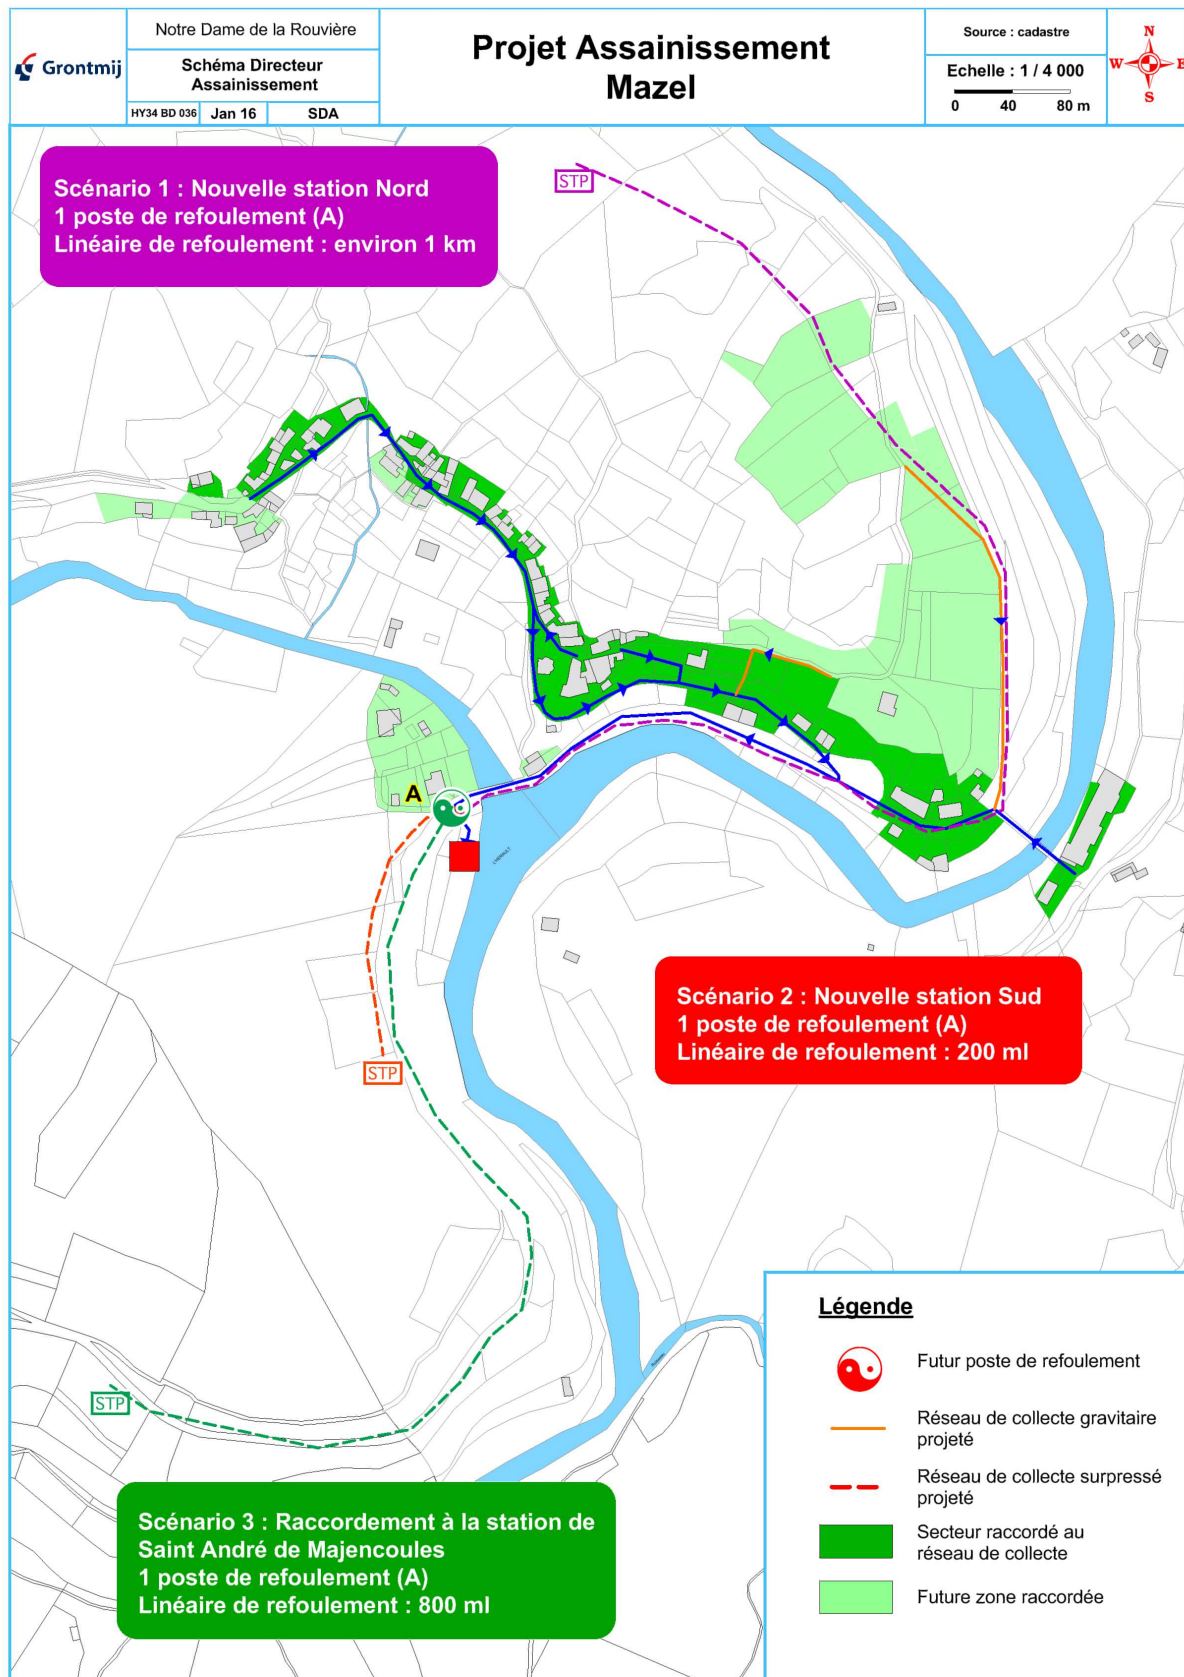 Grontmij
Notre Dame de la Rouvière
Schéma Directeur
Assainissement
HY34 BD 036
Jan 16
SDA
Projet Assainissement
Mazel
Source : cadastre
Echelle : 1 / 4 000
0 40 80 m
N
W E
S
Scénario 1 : Nouvelle station Nord
1 poste de refoulement (A)
Linéaire de refoulement : environ 1 km
STP
A
L'HERAULT
Scénario 2 : Nouvelle station Sud
1 poste de refoulement (A)
Linéaire de refoulement : 200 ml
STP
STP
Scénario 3 : Raccordement à la station de
Saint André de Majencoules
1 poste de refoulement (A)
Linéaire de refoulement : 800 ml
Légende
Futur poste de refoulement
Réseau de collecte gravitaire
projeté
Réseau de collecte surpressé
projeté
Secteur raccordé au
réseau de collecte
Future zone raccordée